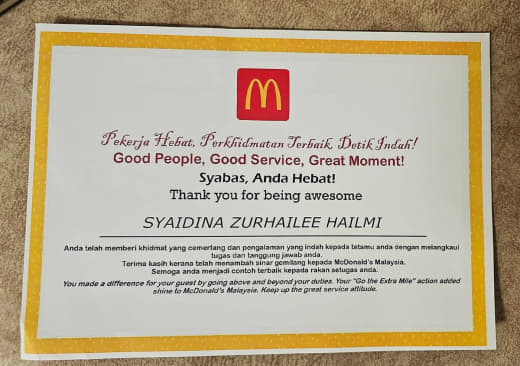 Pekerja Hebat, Perkhidmatan Terbaik, Detik Indah!
Good People, Good Service, Great Moment!
Syabas, Anda Hebat!
Thank you for being awesome
SYAIDINA ZURHAILEE HAILMI
Anda telah memberi khidmat yang cemerlang dan pengalaman yang indah kepada tetamu anda dengan melangkaui
tugas dan tanggung jawab anda.
Terima kasih kerana telah menambah sinar gemilang kepada McDonald's Malaysia.
Semoga anda menjadi contoh terbaik kepada rakan setugas anda.
You made a difference for your guest by going above and beyond your duties. Your "Go the Extra Mile" action added
shine to McDonald's Malaysia. Keep up the great service attitude.